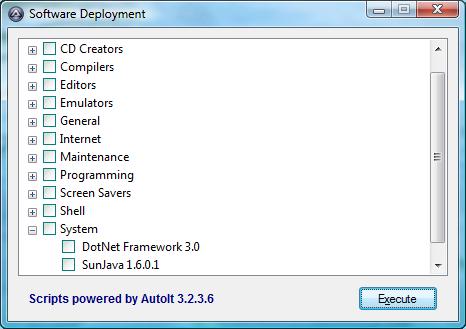 Software Deployment
CD Creators
Compilers
Editors
Emulators
General
Internet
Maintenance
Programming
Screen Savers
Shell
System
DotNet Framework 3.0
SunJava 1.6.0.1
Scripts powered by AutoIt 3.2.3.6
Execute